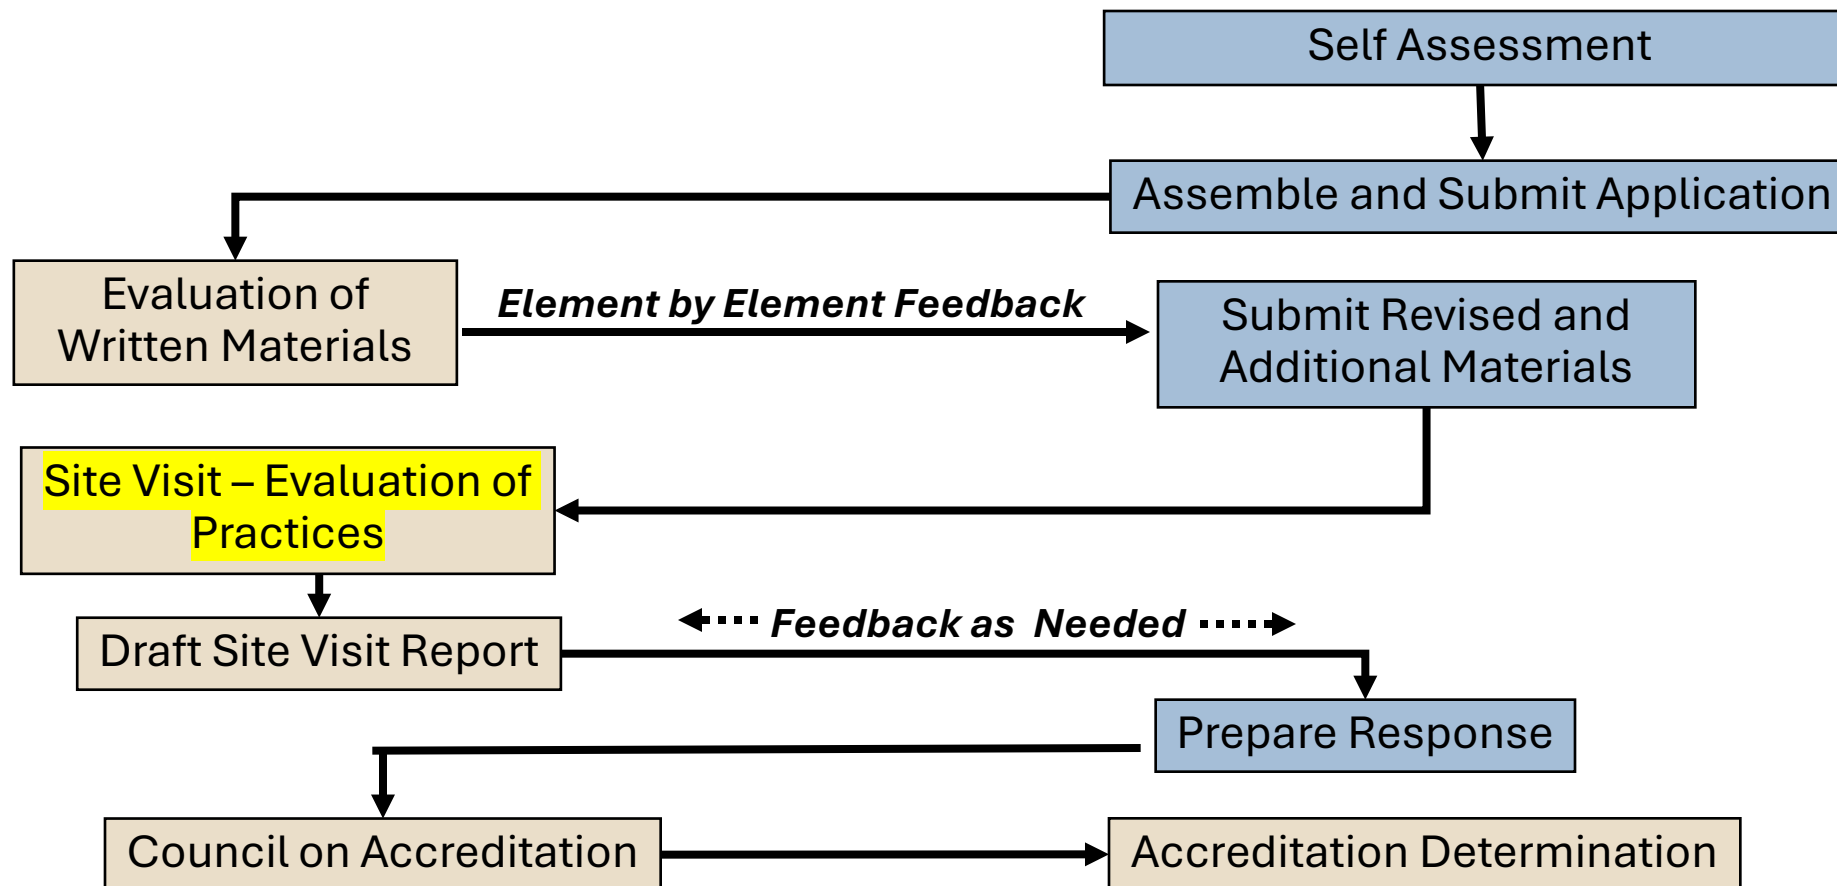 Self Assessment
Assemble and Submit Application
Evaluation of
Written Materials
Element by Element Feedback
Submit Revised and
Additional Materials
Site Visit – Evaluation of
Practices
Draft Site Visit Report
Feedback as Needed
Prepare Response
Council on Accreditation
Accreditation Determination